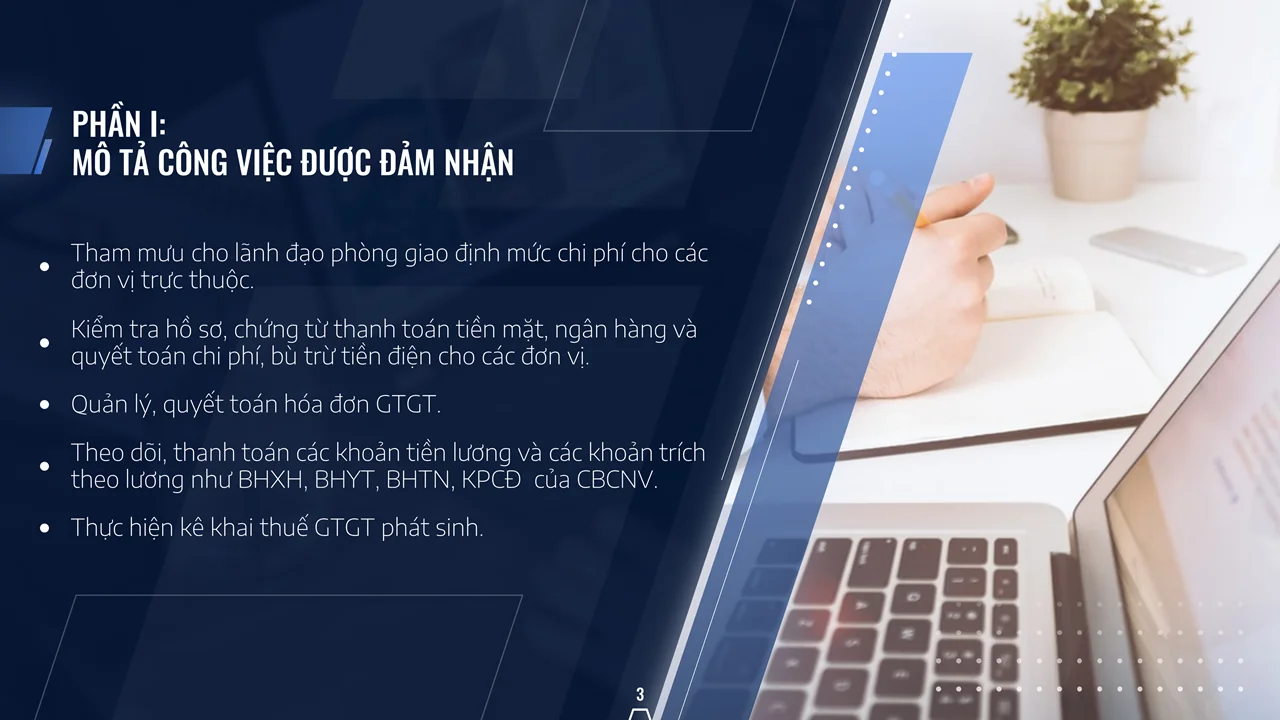 PHẦN I:
MÔ TẢ CÔNG VIỆC ĐƯỢC ĐẢM NHẬN
Tham mưu cho lãnh đạo phòng giao định mức chi phí cho các
đơn vị trực thuộc.
Kiểm tra hồ sơ, chứng từ thanh toán tiền mặt, ngân hàng và
quyết toán chi phí, bù trừ tiền điện cho các đơn vị.
Quản lý, quyết toán hóa đơn GTGT.
Theo dõi, thanh toán các khoản tiền lương và các khoản trích
theo lương như BHXH, BHYT, BHTN, KPCĐ  của CBCNV.
Thực hiện kê khai thuế GTGT phát sinh.
3